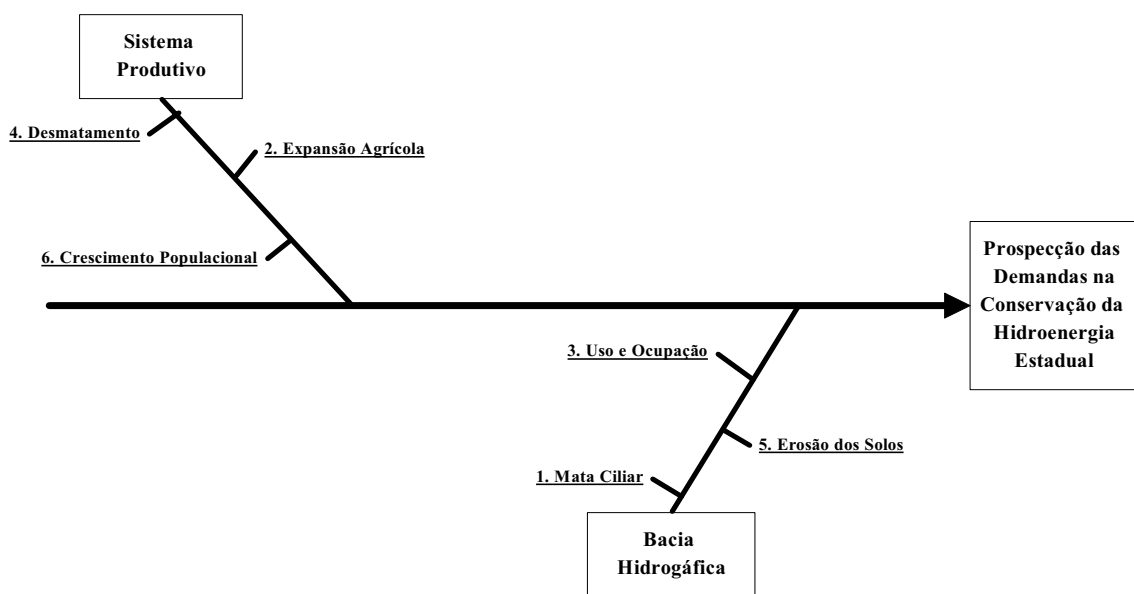 Sistema
Produtivo
4. Desmatamento
2. Expansão Agrícola
6. Crescimento Populacional
Prospecção das
Demandas na
Conservação da
Hidroenergia
Estadual
3. Uso e Ocupação
5. Erosão dos Solos
1. Mata Ciliar
Bacia
Hidrogáfica